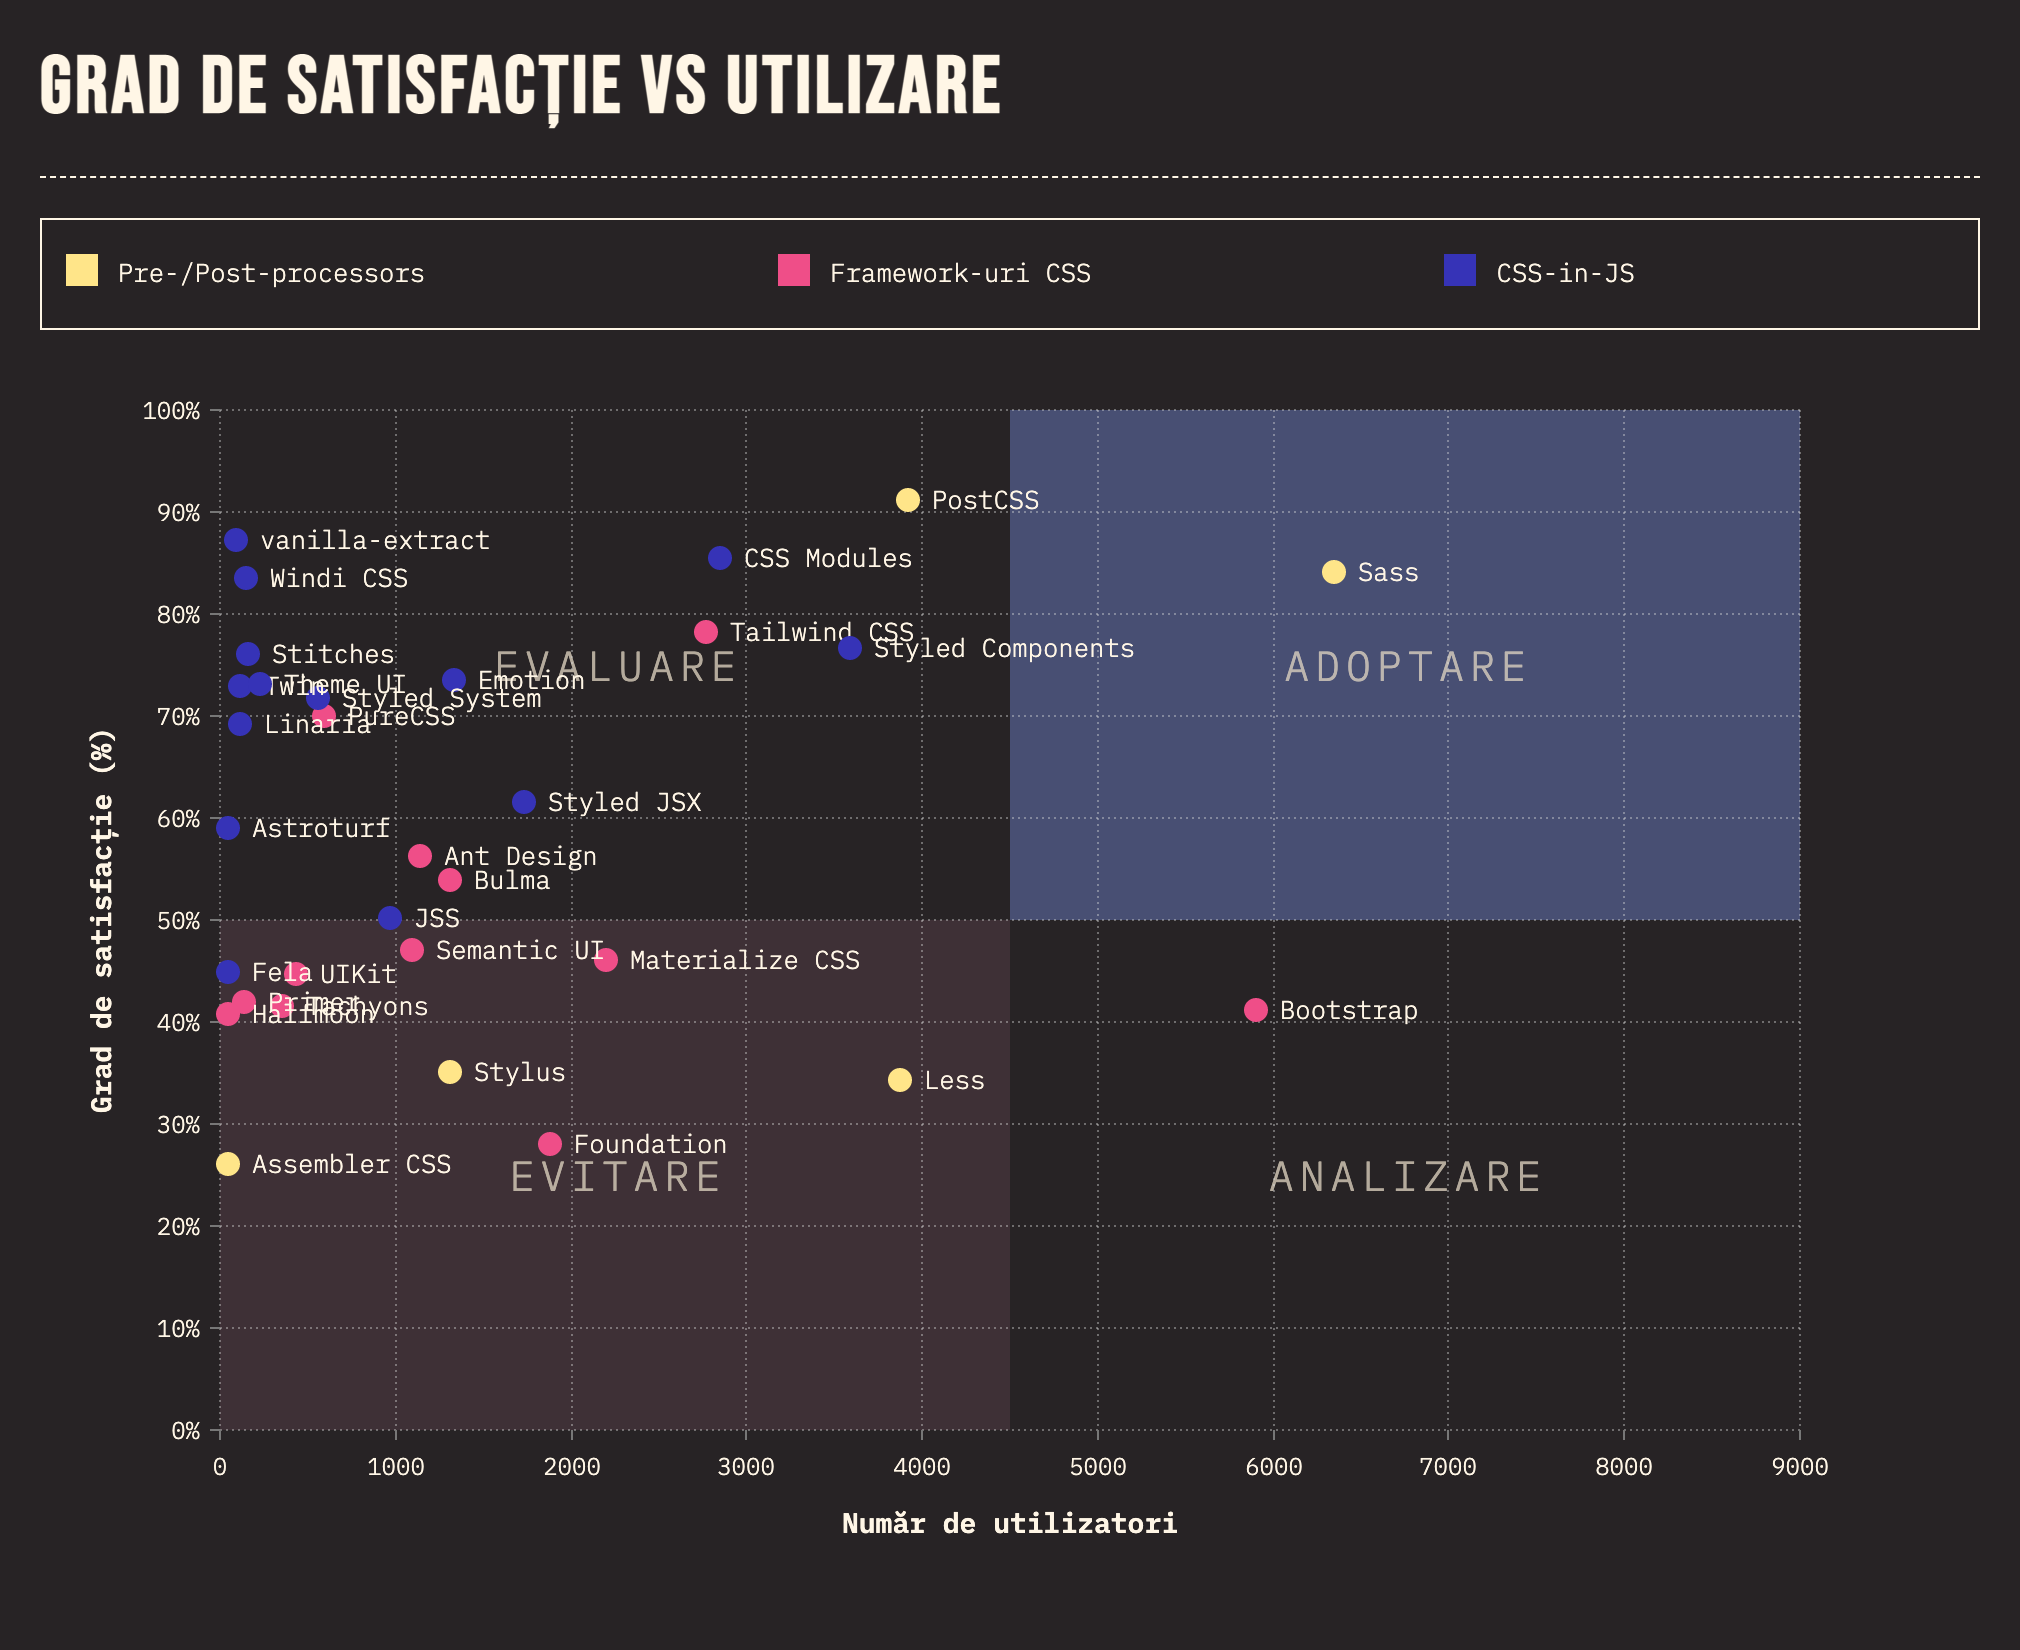 GRAD DE SATISFACȚIE VS UTILIZARE
Pre-/Post-processors
Framework-uri CSS
CSS-in-JS
100%
90%
80%
70%
60%
50%
40%
30%
20%
10%
0%
Grad de satisfacție (%)
PostCSS
vanilla-extract
CSS Modules
Sass
Windi CSS
Tailwind CSS
Styled Components
Stitches
EVALUARE
ADOPTARE
Emotion
Theme UI
Twin
Styled System
PureCSS
Linaria
Styled JSX
Astroturf
Ant Design
Bulma
JSS
Semantic UI
Materialize CSS
Fela
UIKit
Primer
Tachyons
Halfmoon
Bootstrap
Stylus
Less
Foundation
Assembler CSS
EVITARE
ANALIZARE
0
1000
2000
3000
4000
5000
6000
7000
8000
9000
Număr de utilizatori